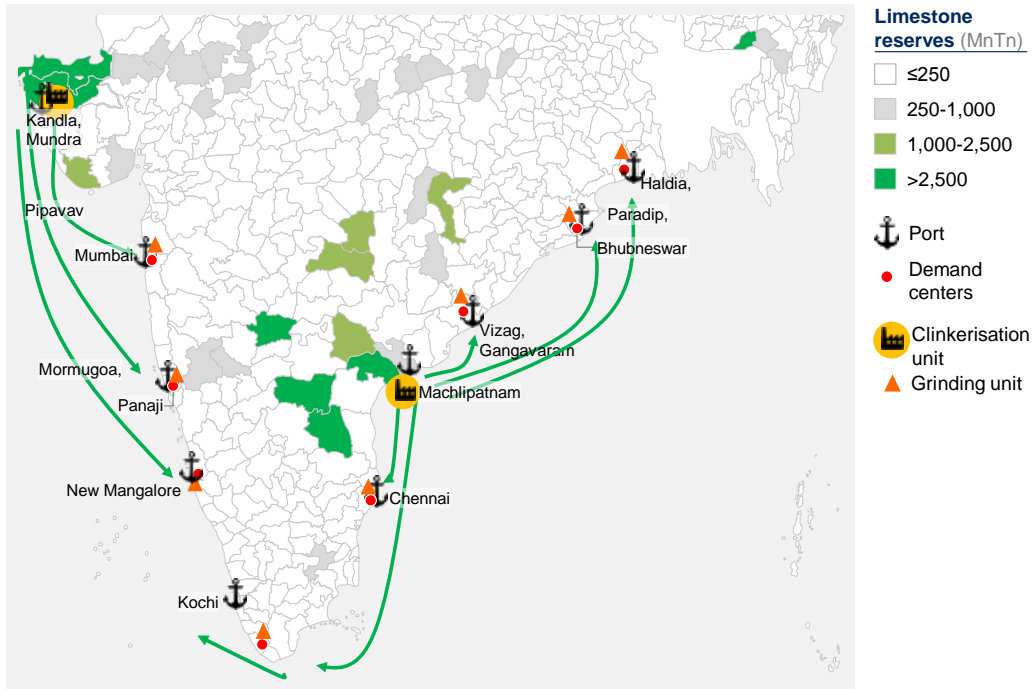 Limestone
reserves (MnTn)
≤250
250-1,000
1,000-2,500
>2,500
Port
Demand
centers
Clinkerisation
unit
Grinding unit
Kandla,
Mundra
Pipavav
Mumbai
Mormugoa,
Panaji
New Mangalore
Kochi
Chennai
Machlipatnam
Vizag,
Gangavaram
Bhubneswar
Paradip,
Haldia,